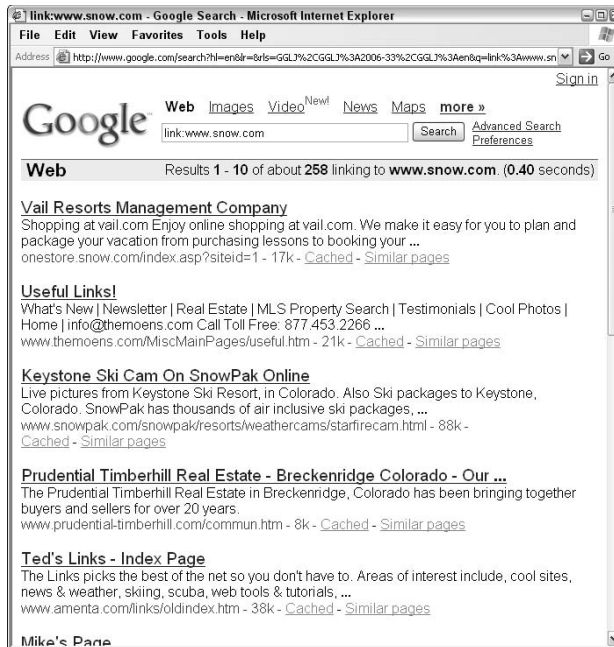 link:www.snow.com - Google Search - Microsoft Internet Explorer
File Edit View Favorites Tools Help
Address http://www.google.com/search?hl=en&lr=&rls=GGLJ%2CGGLJ%3A2006-33%2CGGLJ%3Aen&q=link%3Awww.sn Go
Sign in
Google Web Images Video New! News Maps more »
link:www.snow.com Search Advanced Search
Preferences
Web Results 1 - 10 of about 258 linking to www.snow.com. (0.40 seconds)
Vail Resorts Management Company
Shopping at vail.com Enjoy online shopping at vail.com. We make it easy for you to plan and
package your vacation from purchasing lessons to booking your ...
onestore.snow.com/index.asp?siteid=1 - 17k - Cached - Similar pages
Useful Links!
What's New | Newsletter | Real Estate | MLS Property Search | Testimonials | Cool Photos |
Home | info@themoens.com Call Toll Free: 877.453.2266 ...
www.themoens.com/MiscMainPages/useful.htm - 21k - Cached - Similar pages
Keystone Ski Cam On SnowPak Online
Live pictures from Keystone Ski Resort, in Colorado. Also Ski packages to Keystone,
Colorado. SnowPak has thousands of air inclusive ski packages, ...
www.snowpak.com/snowpak/resorts/weathercams/starfirecam.html - 88k -
Cached - Similar pages
Prudential Timberhill Real Estate - Breckenridge Colorado - Our ...
The Prudential Timberhill Real Estate in Breckenridge, Colorado has been bringing together
buyers and sellers for over 20 years.
www.prudential-timberhill.com/commun.htm - 8k - Cached - Similar pages
Ted's Links - Index Page
The Links picks the best of the net so you don't have to. Areas of interest include, cool sites,
news & weather, skiing, scuba, web tools & tutorials, ...
www.amenta.com/links/oldindex.htm - 38k - Cached - Similar pages
Mike's Page